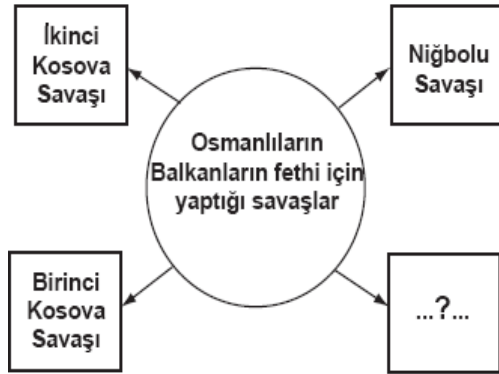 İkinci
Kosova
Savaşı
Niğbolu
Savaşı
Osmanlıların
Balkanların fethi için
yaptığı savaşlar
Birinci
Kosova
Savaşı
...?...